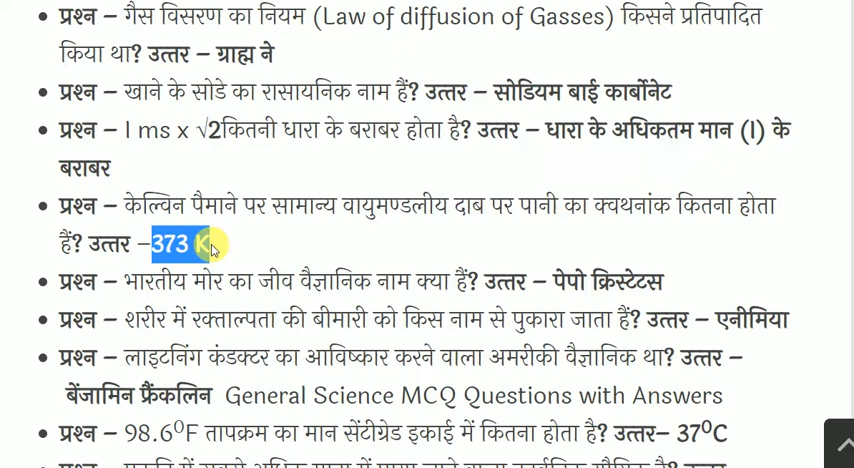 • प्रश्न – गैस विसरण का नियम (Law of diffusion of Gasses) किसने प्रतिपादित
किया था? उत्तर – ग्राह्म ने
• प्रश्न – खाने के सोडे का रासायनिक नाम हैं? उत्तर – सोडियम बाई कार्बोनेट
• प्रश्न – I ms x √2कितनी धारा के बराबर होता है? उत्तर – धारा के अधिकतम मान (I) के
बराबर
• प्रश्न – केल्विन पैमाने पर सामान्य वायुमण्डलीय दाब पर पानी का क्वथनांक कितना होता
हैं? उत्तर –373 K
• प्रश्न – भारतीय मोर का जीव वैज्ञानिक नाम क्या हैं? उत्तर – पेपो क्रिस्टेटस
• प्रश्न – शरीर में रक्ताल्पता की बीमारी को किस नाम से पुकारा जाता हैं? उत्तर – एनीमिया
• प्रश्न – लाइटनिंग कंडक्टर का आविष्कार करने वाला अमरीकी वैज्ञानिक था? उत्तर –
बेंजामिन फ्रैंकलिन General Science MCQ Questions with Answers
• प्रश्न – 98.6⁰F तापक्रम का मान सेंटीग्रेड इकाई में कितना होता है? उत्तर– 37⁰C